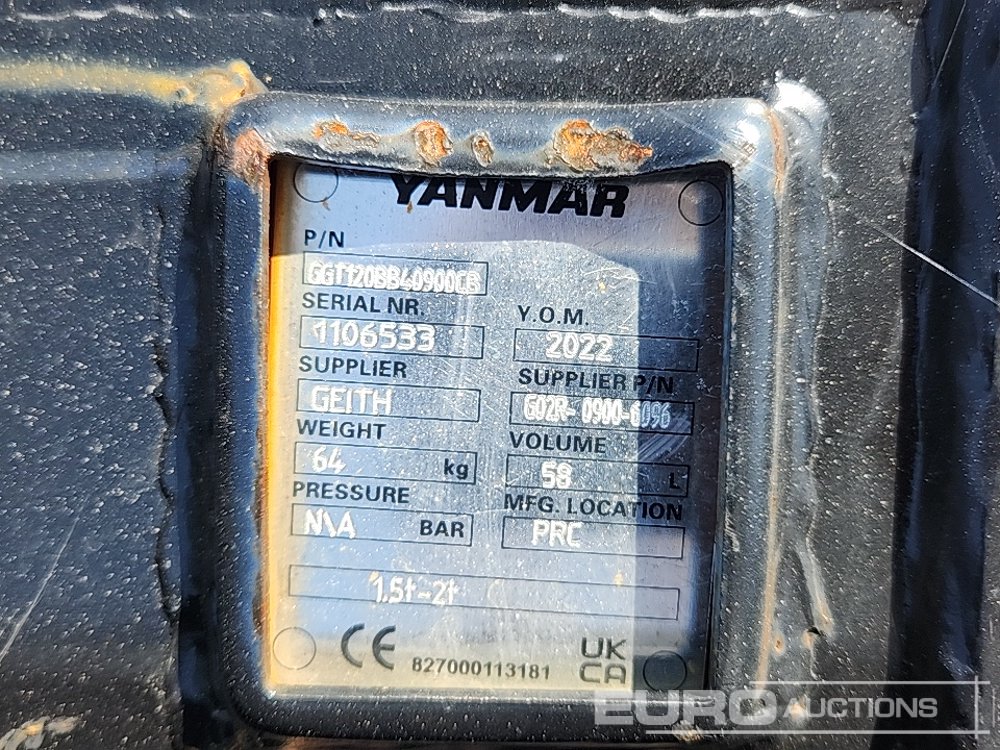 YANMAR
P/N
GGT120BB40900CB
SERIAL NR. Y.O.M.
1106533 2022
SUPPLIER SUPPLIER P/N
GEITH G02R-0900-6096
WEIGHT VOLUME
64 kg 58 L
PRESSURE MFG. LOCATION
N\A BAR PRC
1.5t-2t
CE 827000113181 UK
CA
EURO AUCTIONS